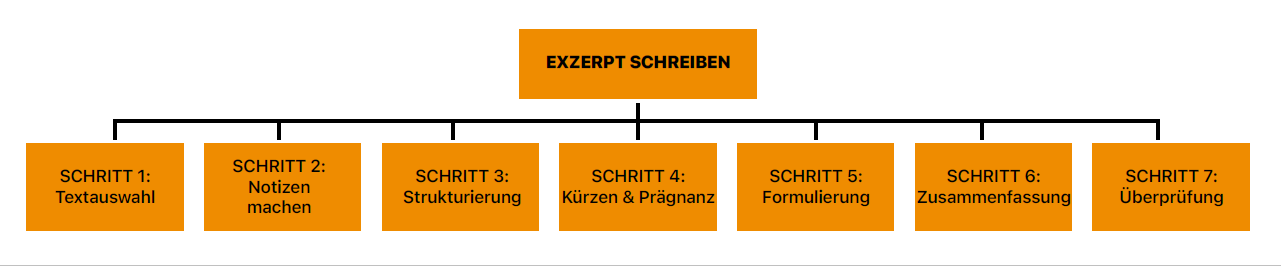 EXZERPT SCHREIBEN
SCHRITT 1:
Textauswahl
SCHRITT 2:
Notizen
machen
SCHRITT 3:
Strukturierung
SCHRITT 4:
Kürzen & Prägnanz
SCHRITT 5:
Formulierung
SCHRITT 6:
Zusammenfassung
SCHRITT 7:
Überprüfung